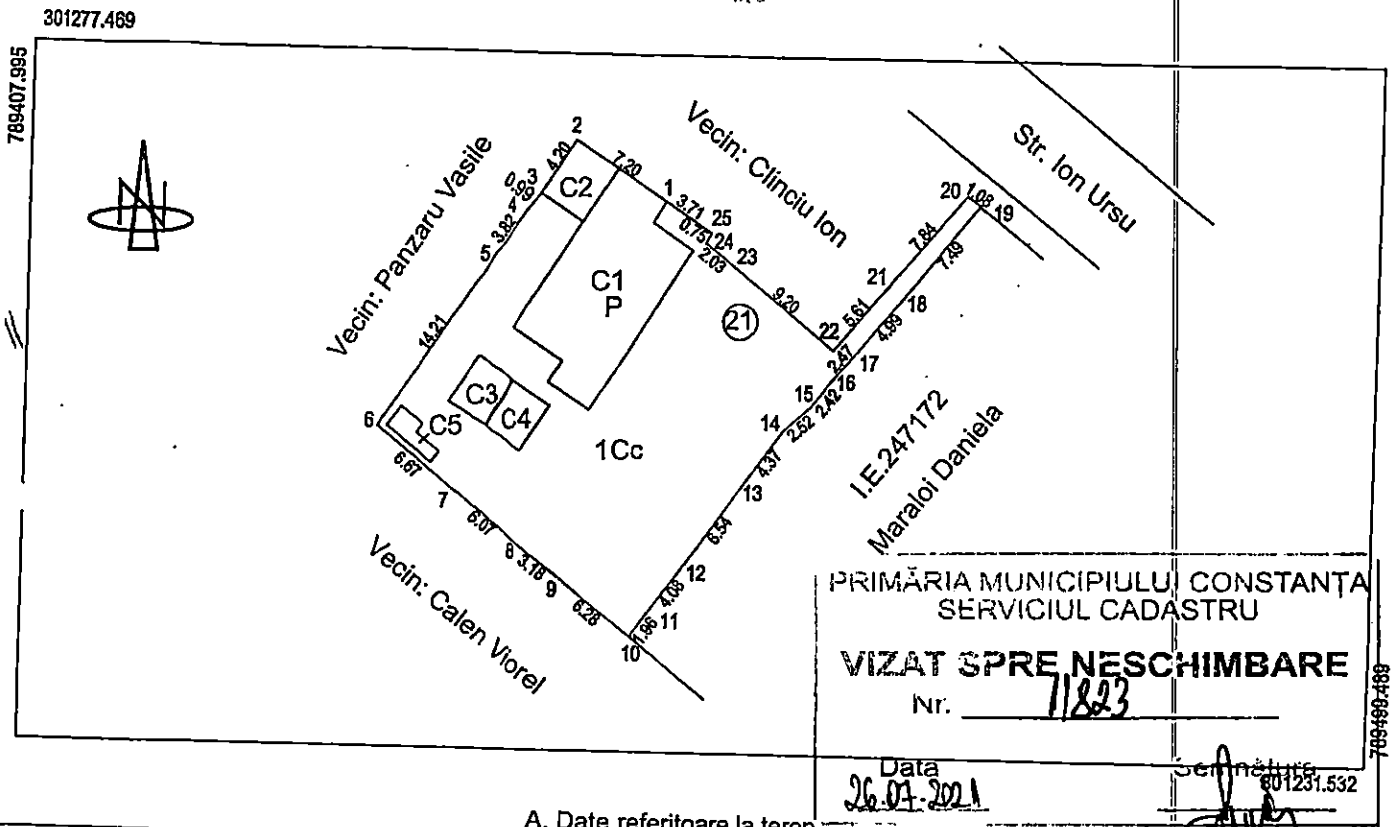 301277.469
789407.995
N
Vecin: Panzaru Vasile
Vecin: Clinciu Ion
Str. Ion Ursu
2
4.20
7.20
3
0.93
4
3.82
5
14.21
6
C2
1
3.71
25
0.75
24
2.03
23
9.20
22
5.61
21
7.84
20
1.08
19
7.49
18
4.99
17
2.47
16
2.42
15
2.52
14
4.37
13
6.54
12
4.08
11
1.96
10
C1
P
21
C3
C4
C5
1Cc
6.67
7
6.07
8
3.18
9
6.28
Vecin: Calen Viorel
I.E.247172
Maraloi Daniela
PRIMĂRIA MUNICIPIULUI CONSTANȚA
SERVICIUL CADASTRU
VIZAT SPRE NESCHIMBARE
Nr. 71823
Data
Semnătura
26.07.2021
801231.532
789490.489
A. Date referitoare la teren